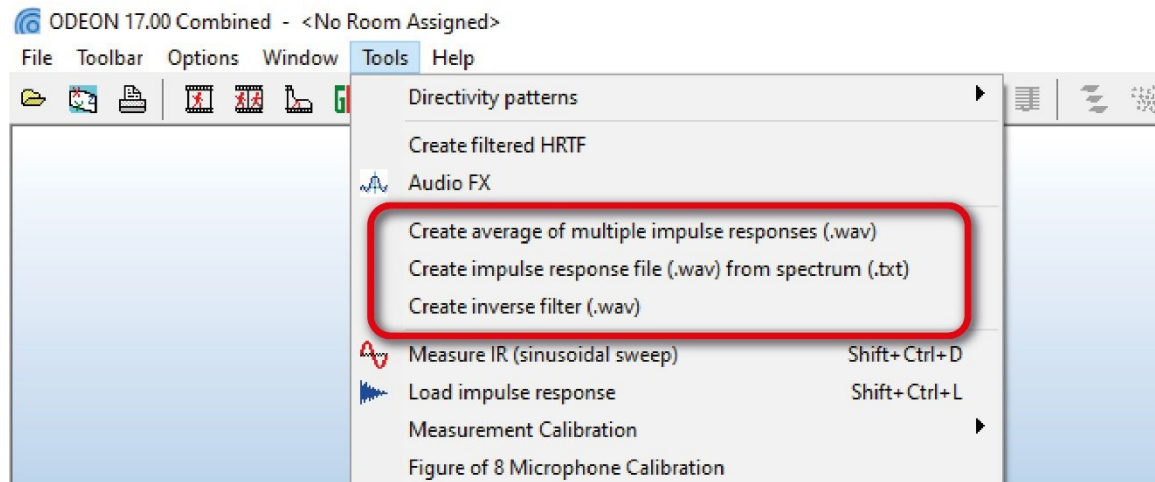 ODEON 17.00 Combined - <No Room Assigned>
File Toolbar Options Window Tools Help
Directivity patterns
Create filtered HRTF
Audio FX
Create average of multiple impulse responses (.wav)
Create impulse response file (.wav) from spectrum (.txt)
Create inverse filter (.wav)
Measure IR (sinusoidal sweep) Shift+Ctrl+D
Load impulse response Shift+Ctrl+L
Measurement Calibration
Figure of 8 Microphone Calibration